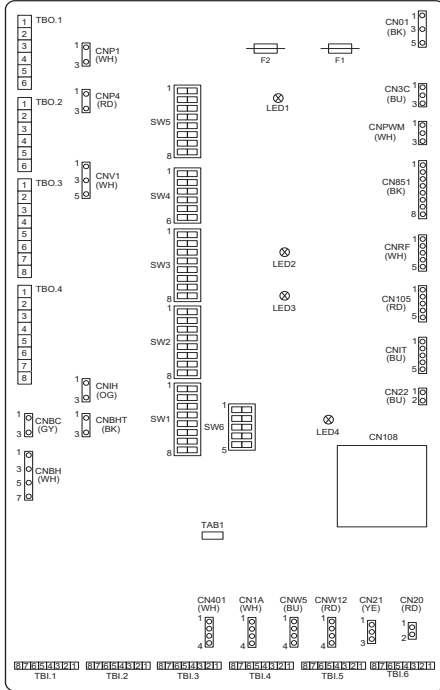 1 TBO.1
2
3
4
5
6
1 TBO.2
2
3
4
5
6
1 TBO.3
2
3
4
5
6
7
8
1 TBO.4
2
3
4
5
6
7
8
1
3
CNP1
(WH)
1
3
CNP4
(RD)
1
3
5
CNV1
(WH)
1
3
CNIH
(OG)
1
3
CNBC
(GY)
1
3
CNBHT
(BK)
1
3
5
7
CNBH
(WH)
1
SW5
8
1
SW4
6
1
SW3
8
1
SW2
8
1
SW1
8
1
SW6
5
F2
F1
LED1
LED2
LED3
LED4
CN01
(BK)
1
3
5
CN3C
(BU)
1
3
CNPWM
(WH)
1
3
CN851
(BK)
1
8
CNRF
(WH)
1
5
CN105
(RD)
1
5
CNIT
(BU)
1
5
CN22
(BU)
1
2
CN108
TAB1
CN401
(WH)
1
4
CN1A
(WH)
1
4
CNW5
(BU)
1
4
CNW12
(RD)
1
4
CN21
(YE)
1
3
CN20
(RD)
1
2
8 7 6 5 4 3 2 1
TBI.1
8 7 6 5 4 3 2 1
TBI.2
8 7 6 5 4 3 2 1
TBI.3
8 7 6 5 4 3 2 1
TBI.4
8 7 6 5 4 3 2 1
TBI.5
8 7 6 5 4 3 2 1
TBI.6